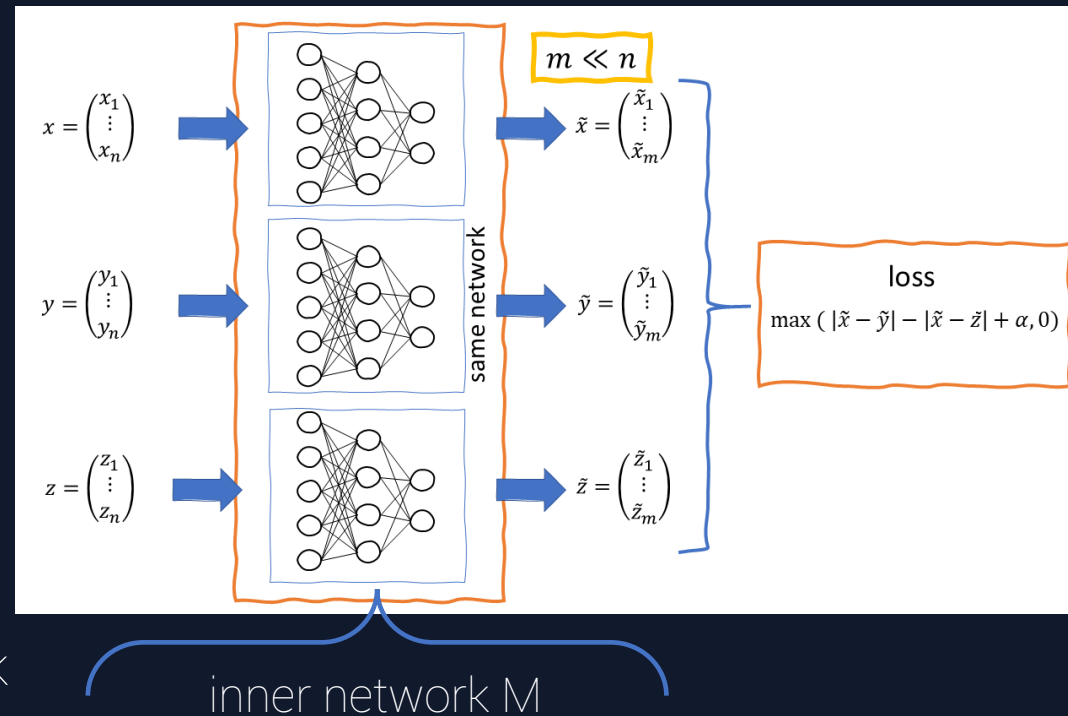 m ≪ n
x = (x₁ ⋮ xₙ)
x̃ = (x̃₁ ⋮ x̃ₘ)
y = (y₁ ⋮ yₙ)
same network
ỹ = (ỹ₁ ⋮ ỹₘ)
loss
max ( |x̃ − ỹ| − |x̃ − z̃| + α, 0)
z = (z₁ ⋮ zₙ)
z̃ = (z̃₁ ⋮ z̃ₘ)
inner network M